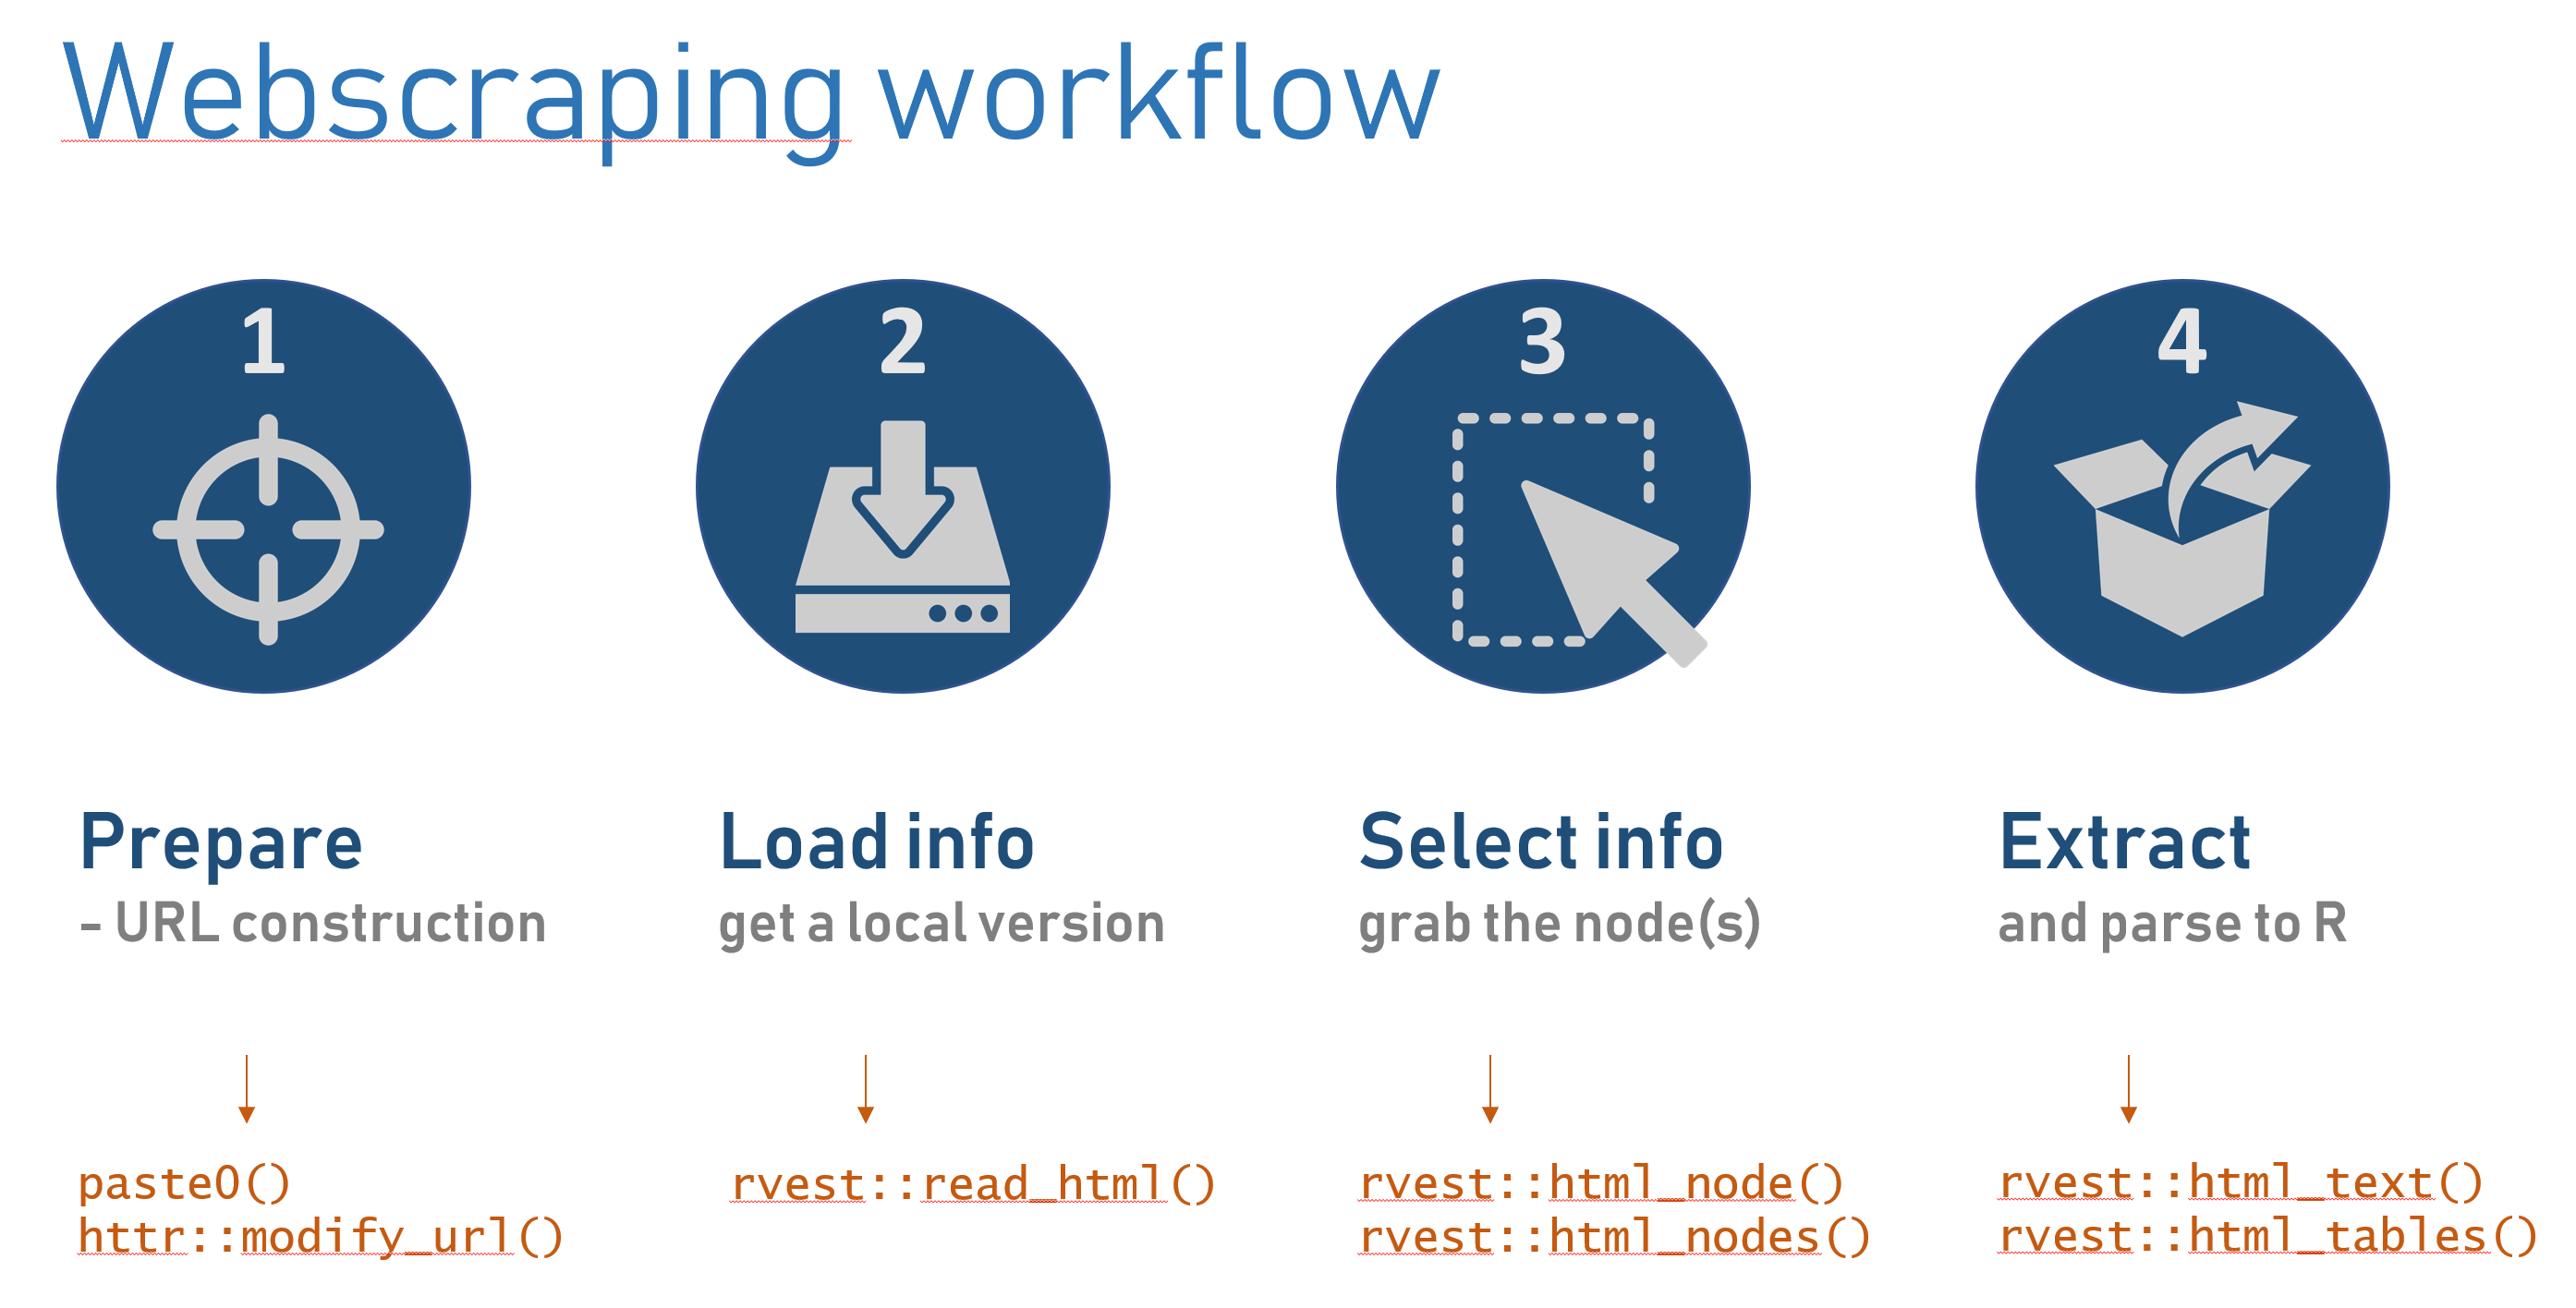 Webscraping workflow
1
2
3
4
Prepare
- URL construction
Load info
get a local version
Select info
grab the node(s)
Extract
and parse to R
paste0()
httr::modify_url()
rvest::read_html()
rvest::html_node()
rvest::html_nodes()
rvest::html_text()
rvest::html_tables()